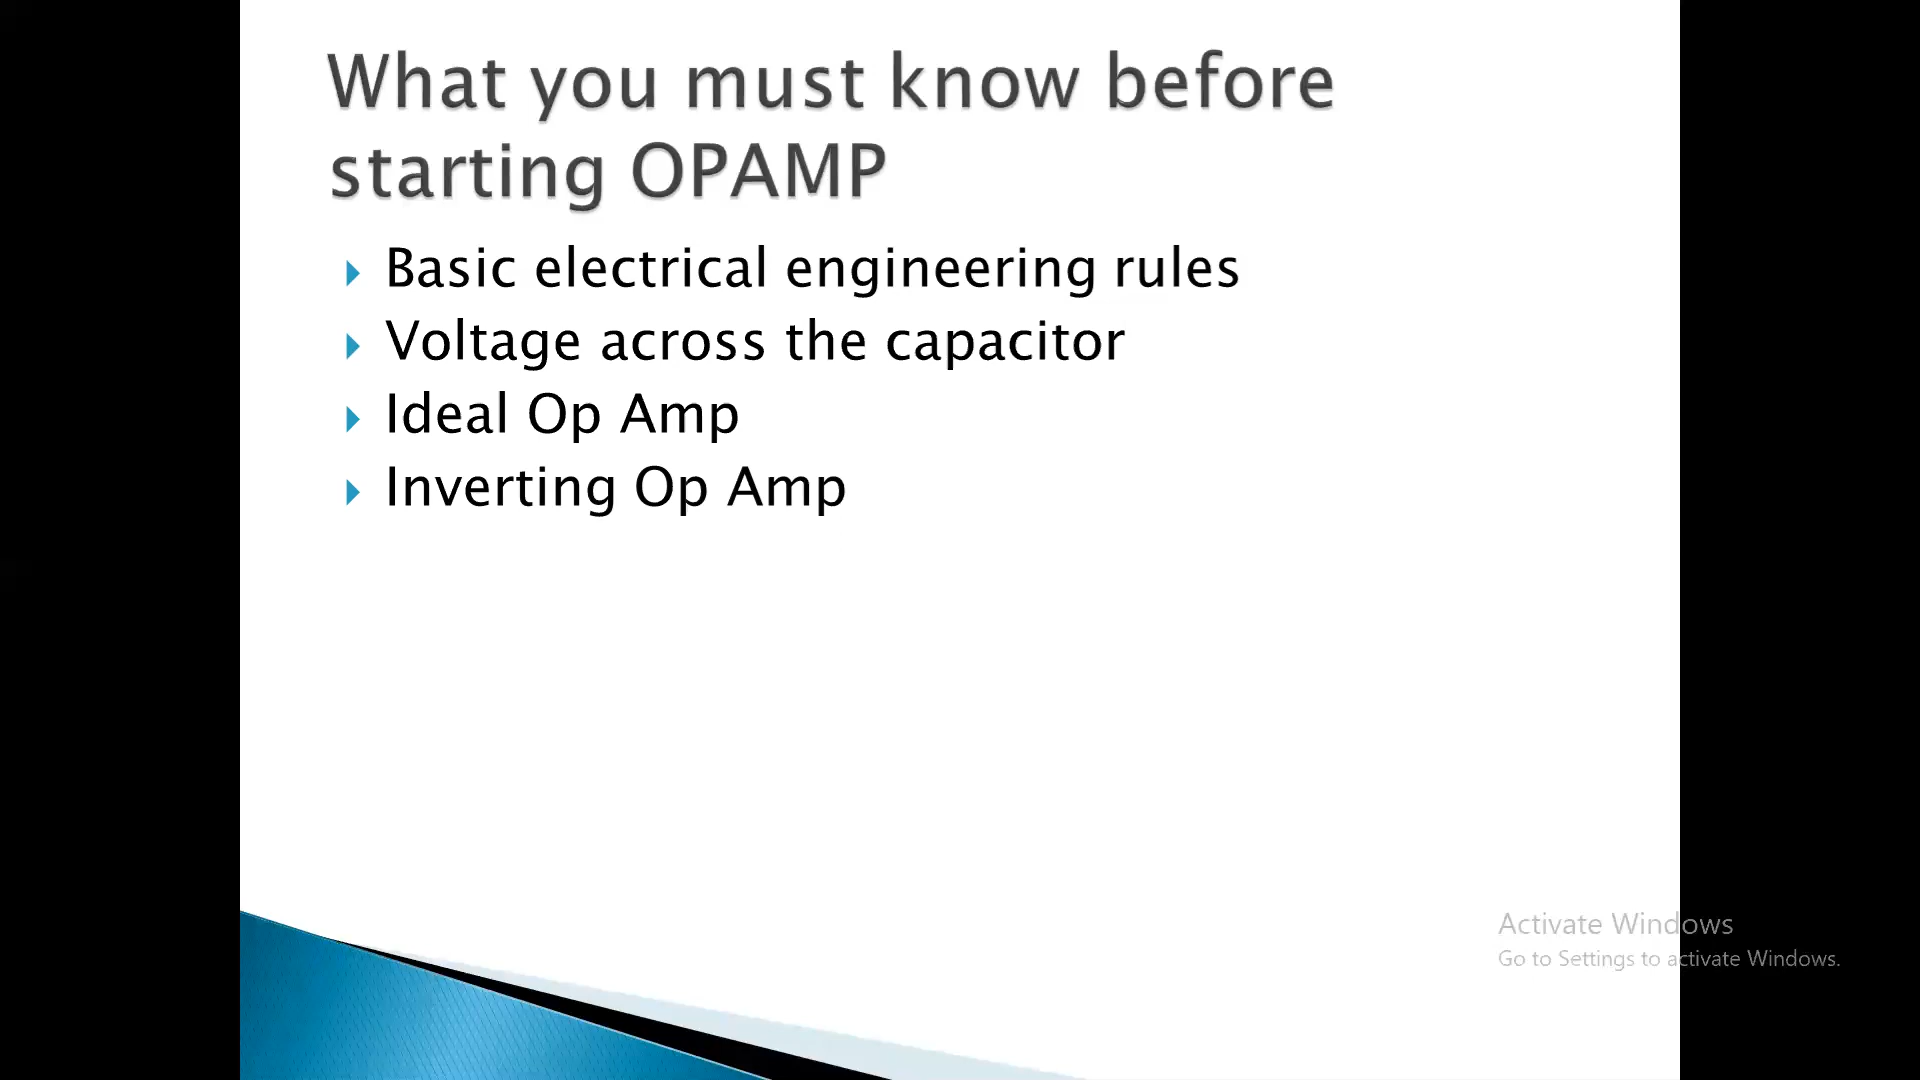 What you must know before
starting OPAMP
Basic electrical engineering rules
Voltage across the capacitor
Ideal Op Amp
Inverting Op Amp
Activate Windows
Go to Settings to activate Windows.